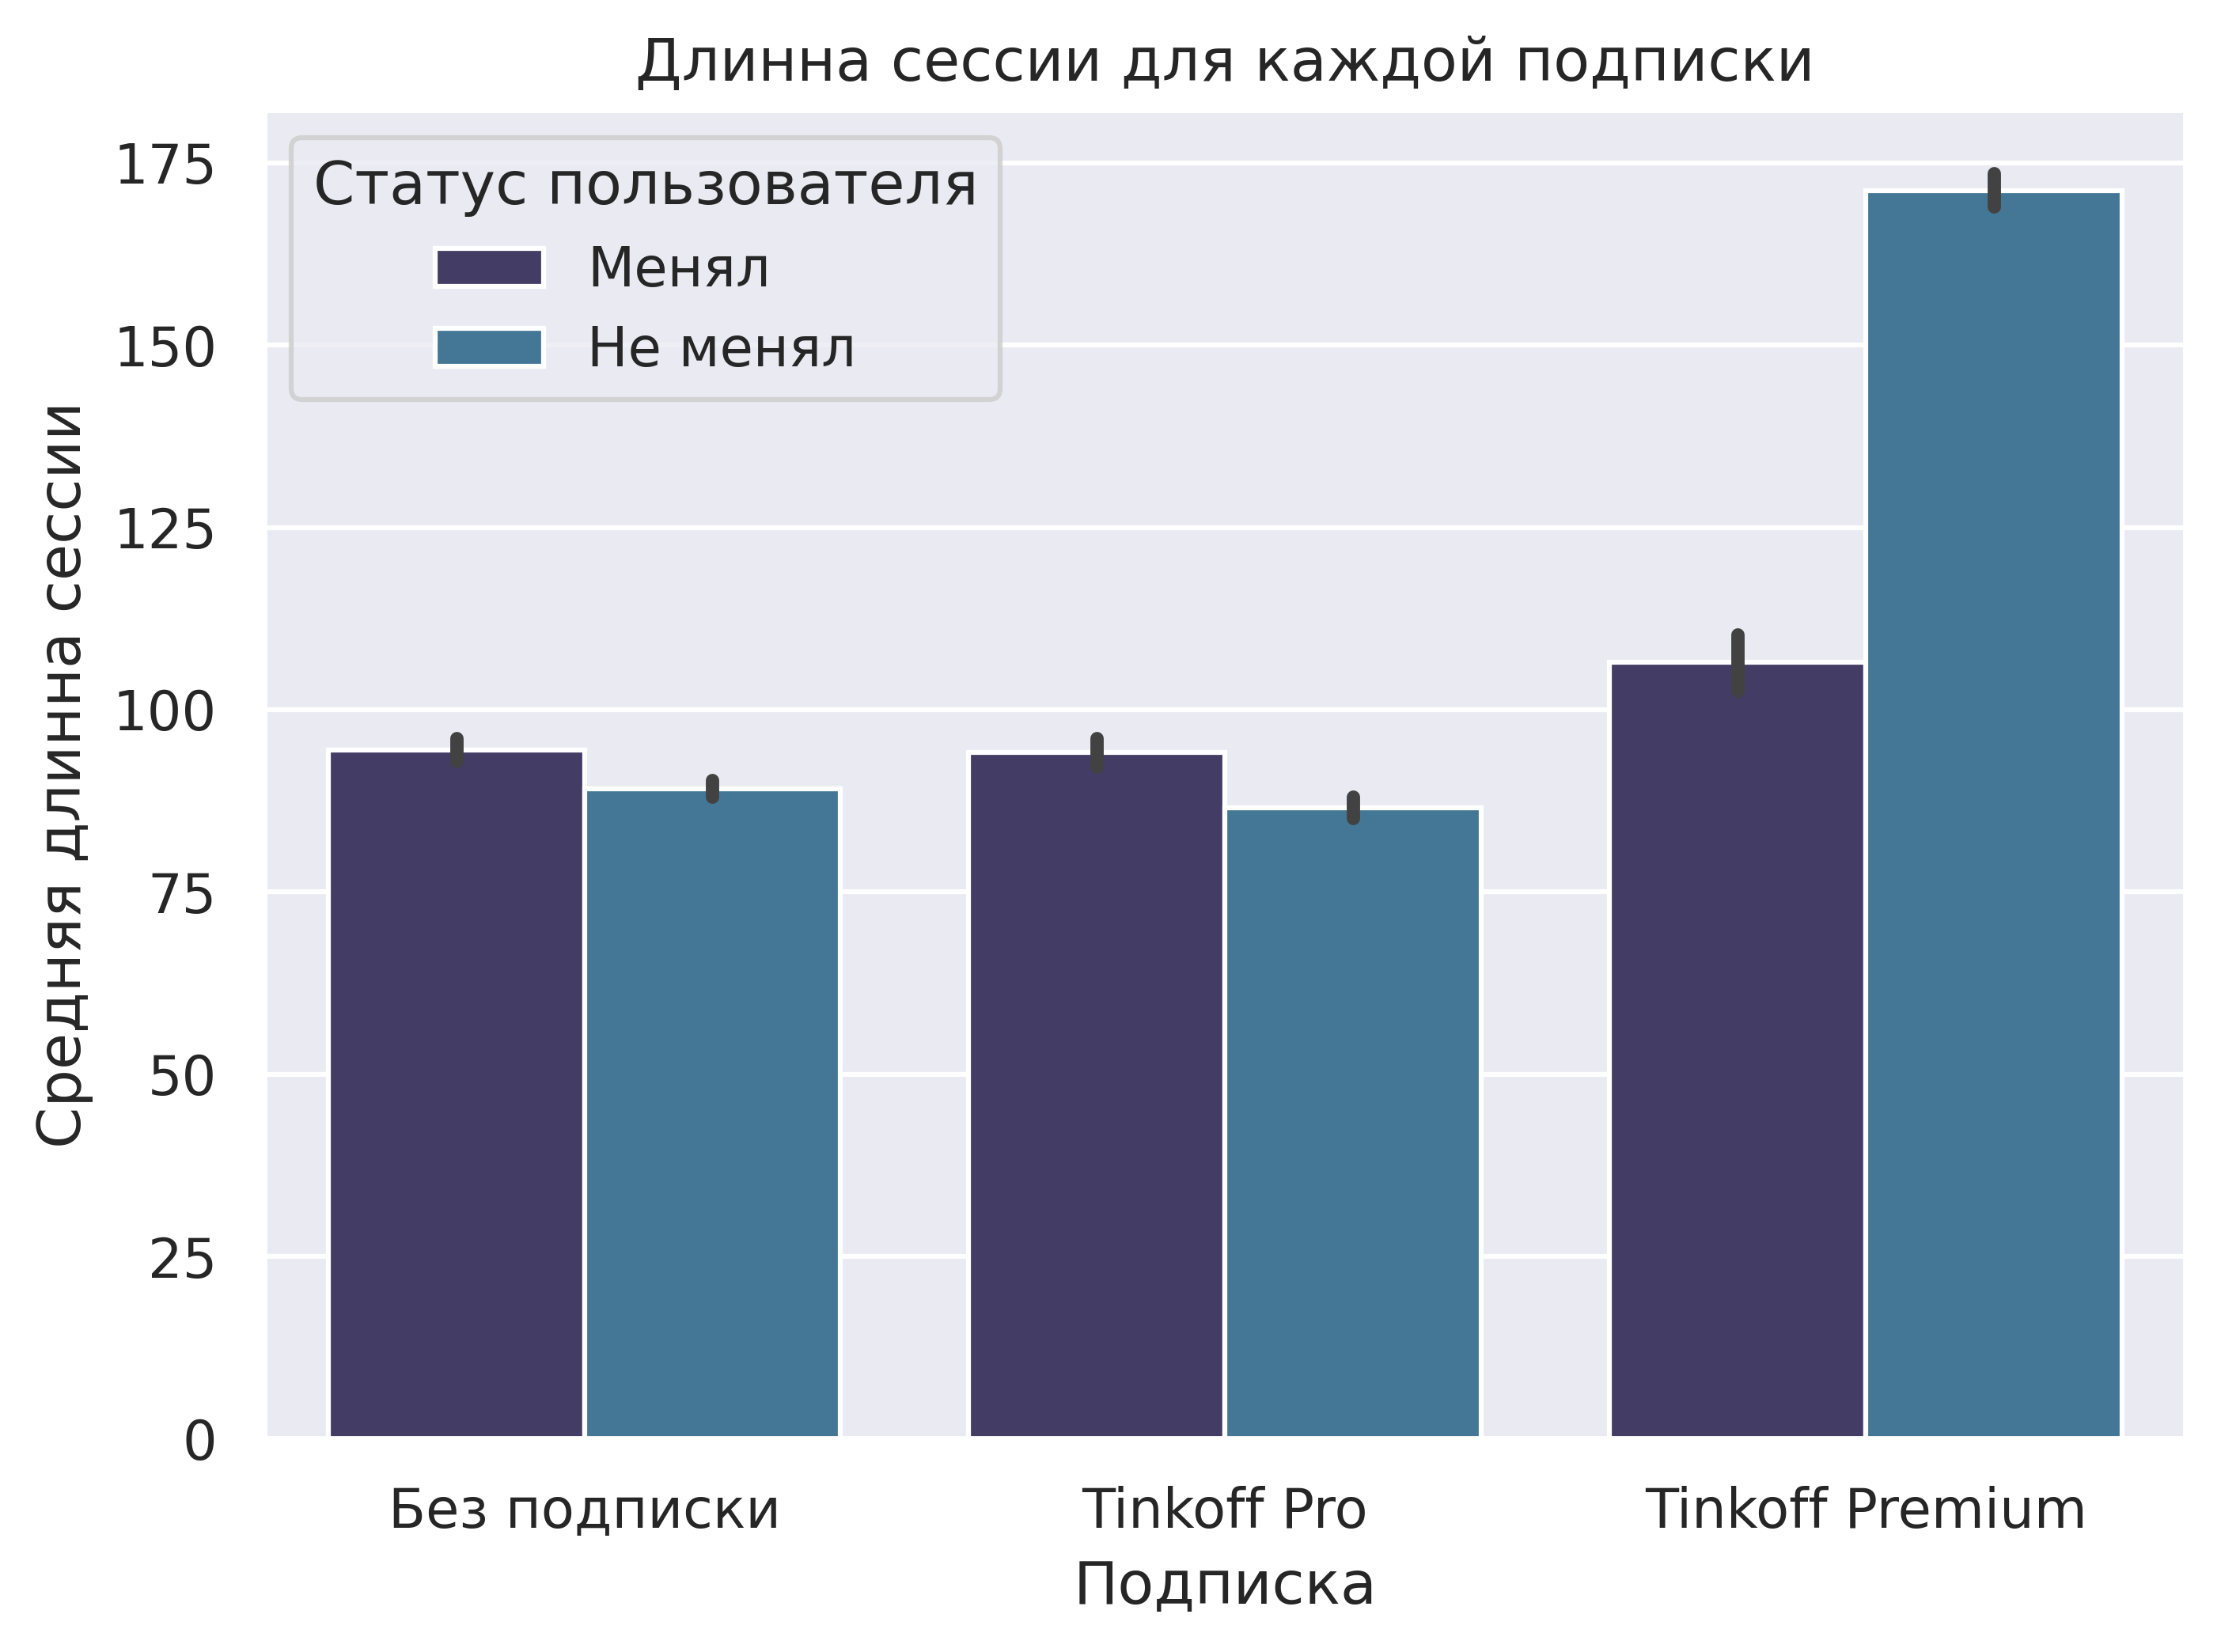 Длинна сессии для каждой подписки
Статус пользователя
Менял
Не менял
Средняя длинна сессии
175
150
125
100
75
50
25
0
Без подписки
Tinkoff Pro
Tinkoff Premium
Подписка